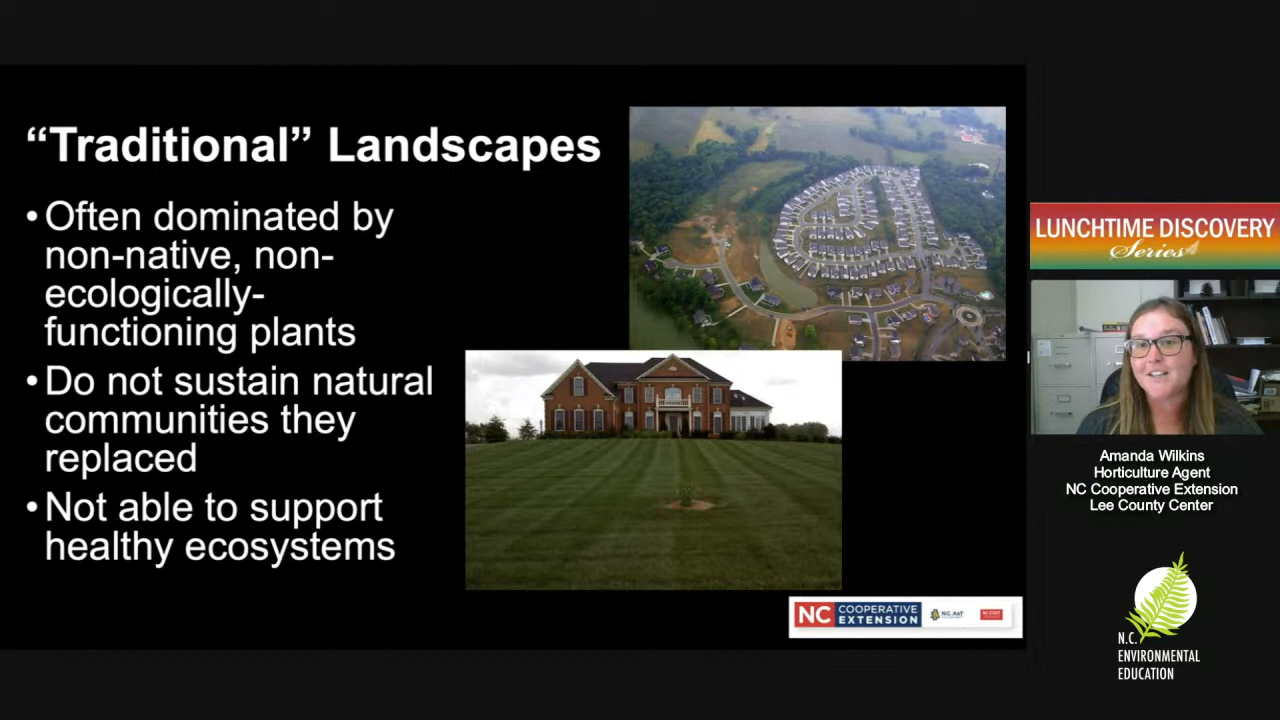 “Traditional” Landscapes
•Often dominated by
non-native, non-
ecologically-
functioning plants
•Do not sustain natural
communities they
replaced
•Not able to support
healthy ecosystems
NC COOPERATIVE
EXTENSION
N.C. A&T
NC STATE
LUNCHTIME DISCOVERY
Series
Amanda Wilkins
Horticulture Agent
NC Cooperative Extension
Lee County Center
N.C.
ENVIRONMENTAL
EDUCATION